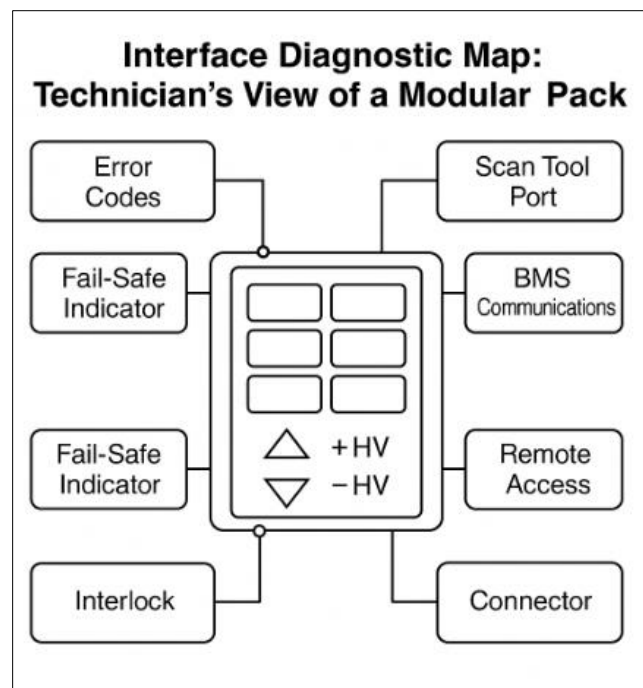 Interface Diagnostic Map:
Technician's View of a Modular Pack
Error
Codes
Scan Tool
Port
Fail-Safe
Indicator
BMS
Communications
+HV
−HV
Fail-Safe
Indicator
Remote
Access
Interlock
Connector